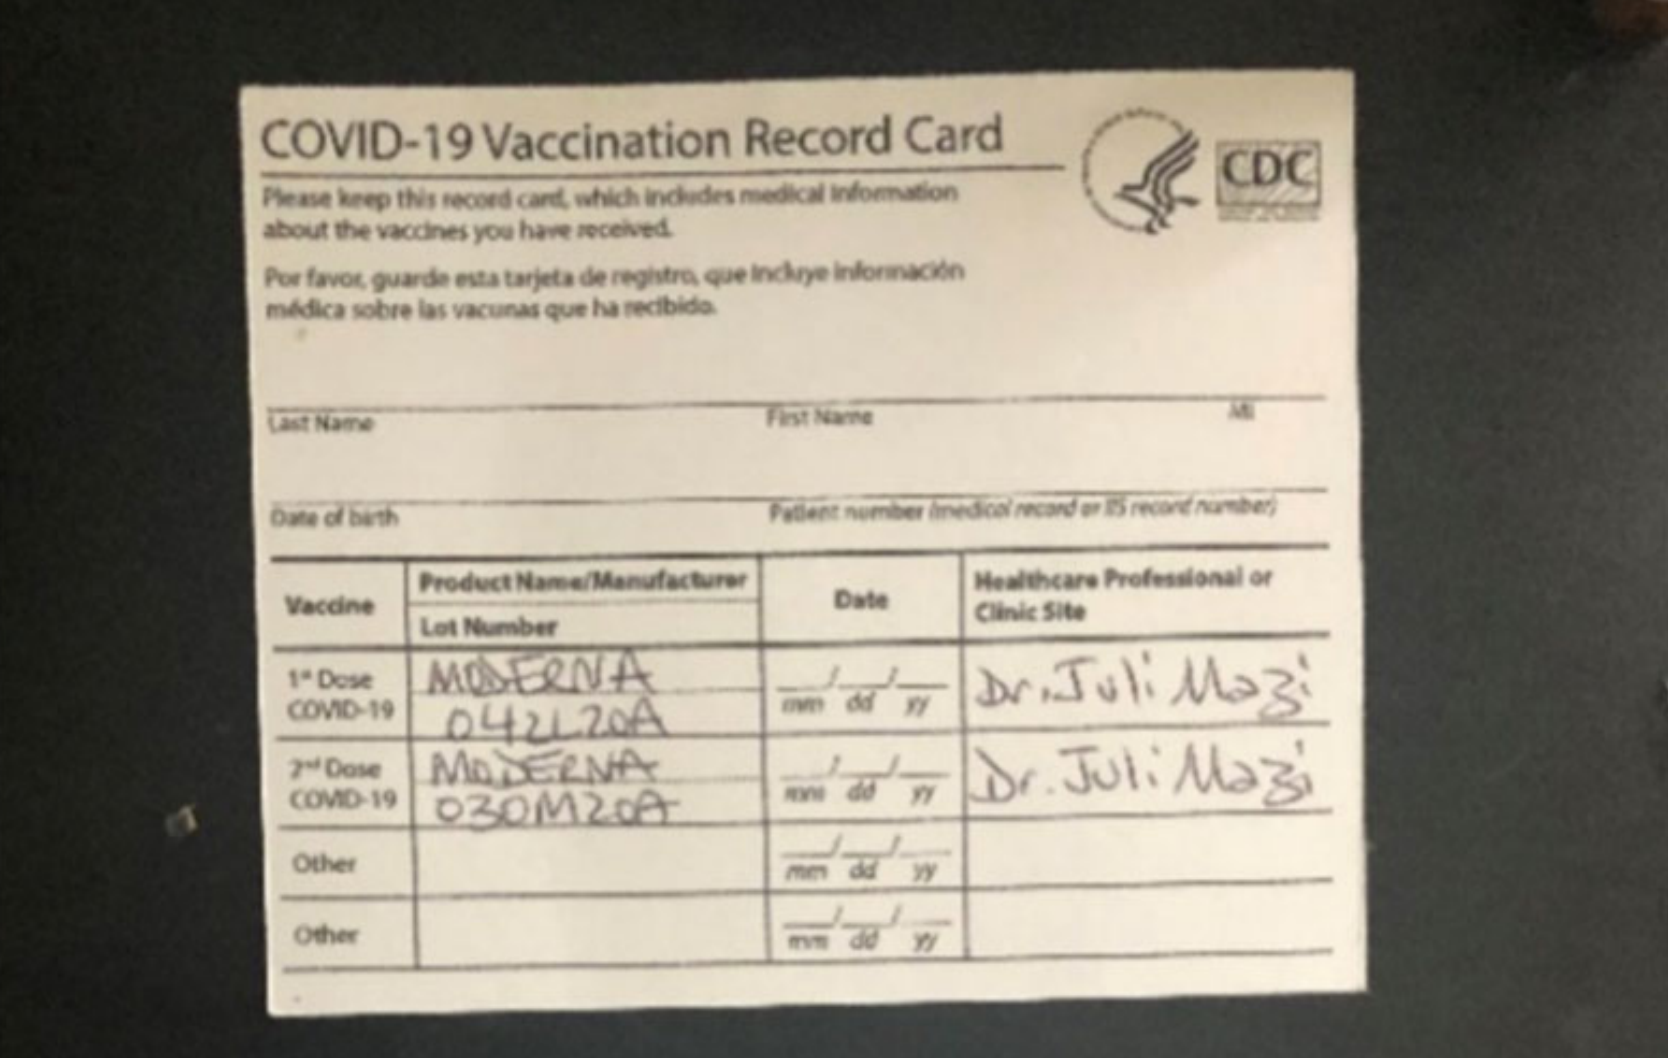 COVID-19 Vaccination Record Card
CDC
Please keep this record card, which includes medical information
about the vaccines you have received.
Por favor, guarde esta tarjeta de registro, que incluye información
médica sobre las vacunas que ha recibido.
Last Name First Name MI
Date of birth Patient number (medical record or IIS record number)
Vaccine Product Name/Manufacturer Date Healthcare Professional or
Lot Number Clinic Site
1st Dose MODERNA Dr. Juli Mazi
COVID-19 042L20A mm / dd / yy
2nd Dose MODERNA Dr. Juli Mazi
COVID-19 030M20A mm / dd / yy
Other mm / dd / yy
Other mm / dd / yy